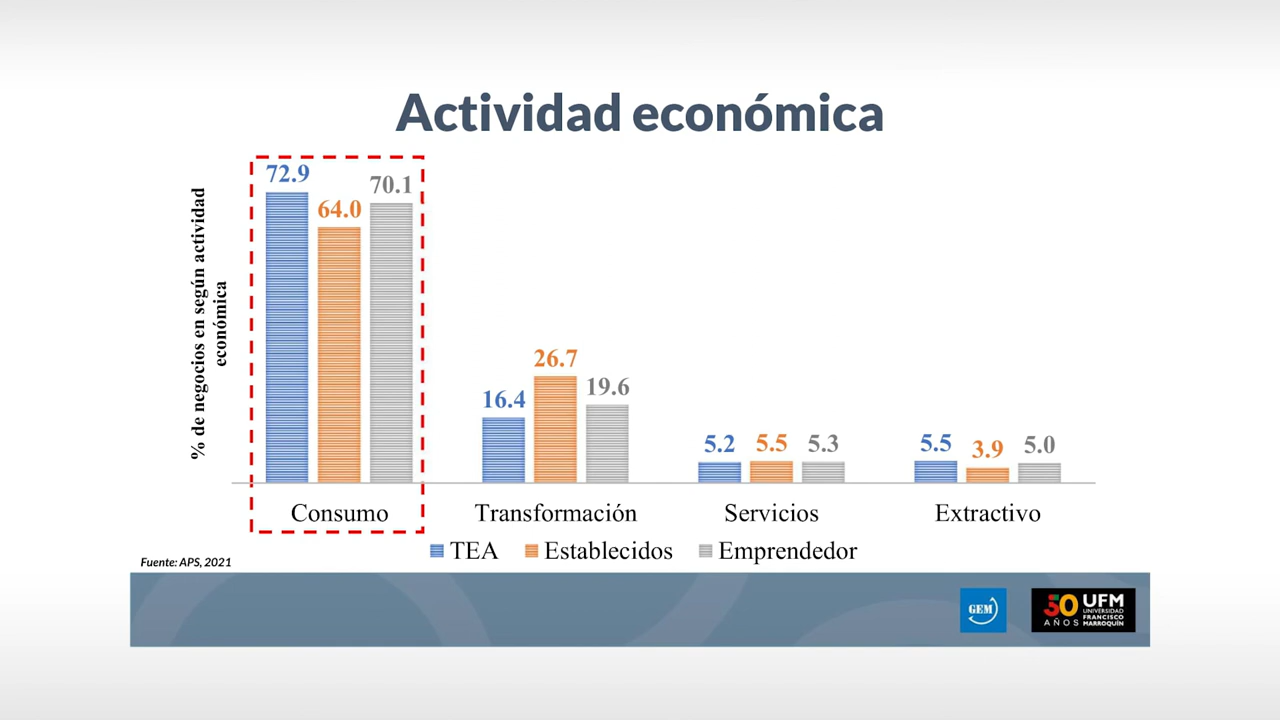 Actividad económica
% de negocios en según actividad
económica
72.9
64.0
70.1
16.4
26.7
19.6
5.2
5.5
5.3
5.5
3.9
5.0
Consumo
Transformación
Servicios
Extractivo
TEA
Establecidos
Emprendedor
Fuente: APS, 2021
GEM
50
AÑOS
UFM
UNIVERSIDAD
FRANCISCO
MARROQUÍN